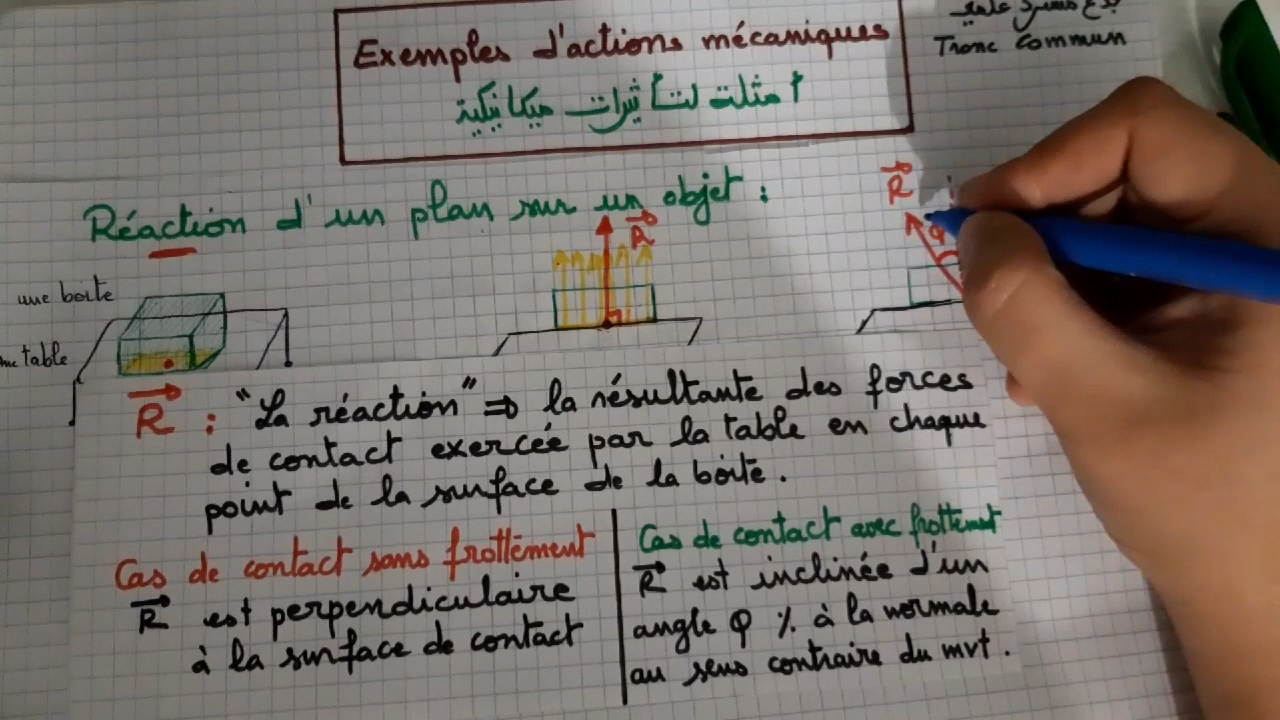 Exemples d'actions mécaniques
أمثلة لتأثيرات ميكانيكية
Tronc Commun
Réaction d'un plan sur un objet :
R
R
φ
une boite
table
R : "La réaction" ⇒ la résultante des forces
de contact exercée par la table en chaque
point de la surface de la boite.
Cas de contact sans frottement
R est perpendiculaire
à la surface de contact
Cas de contact avec frottement
R est inclinée d'un
angle φ % à la normale
au sens contraire du mvt.